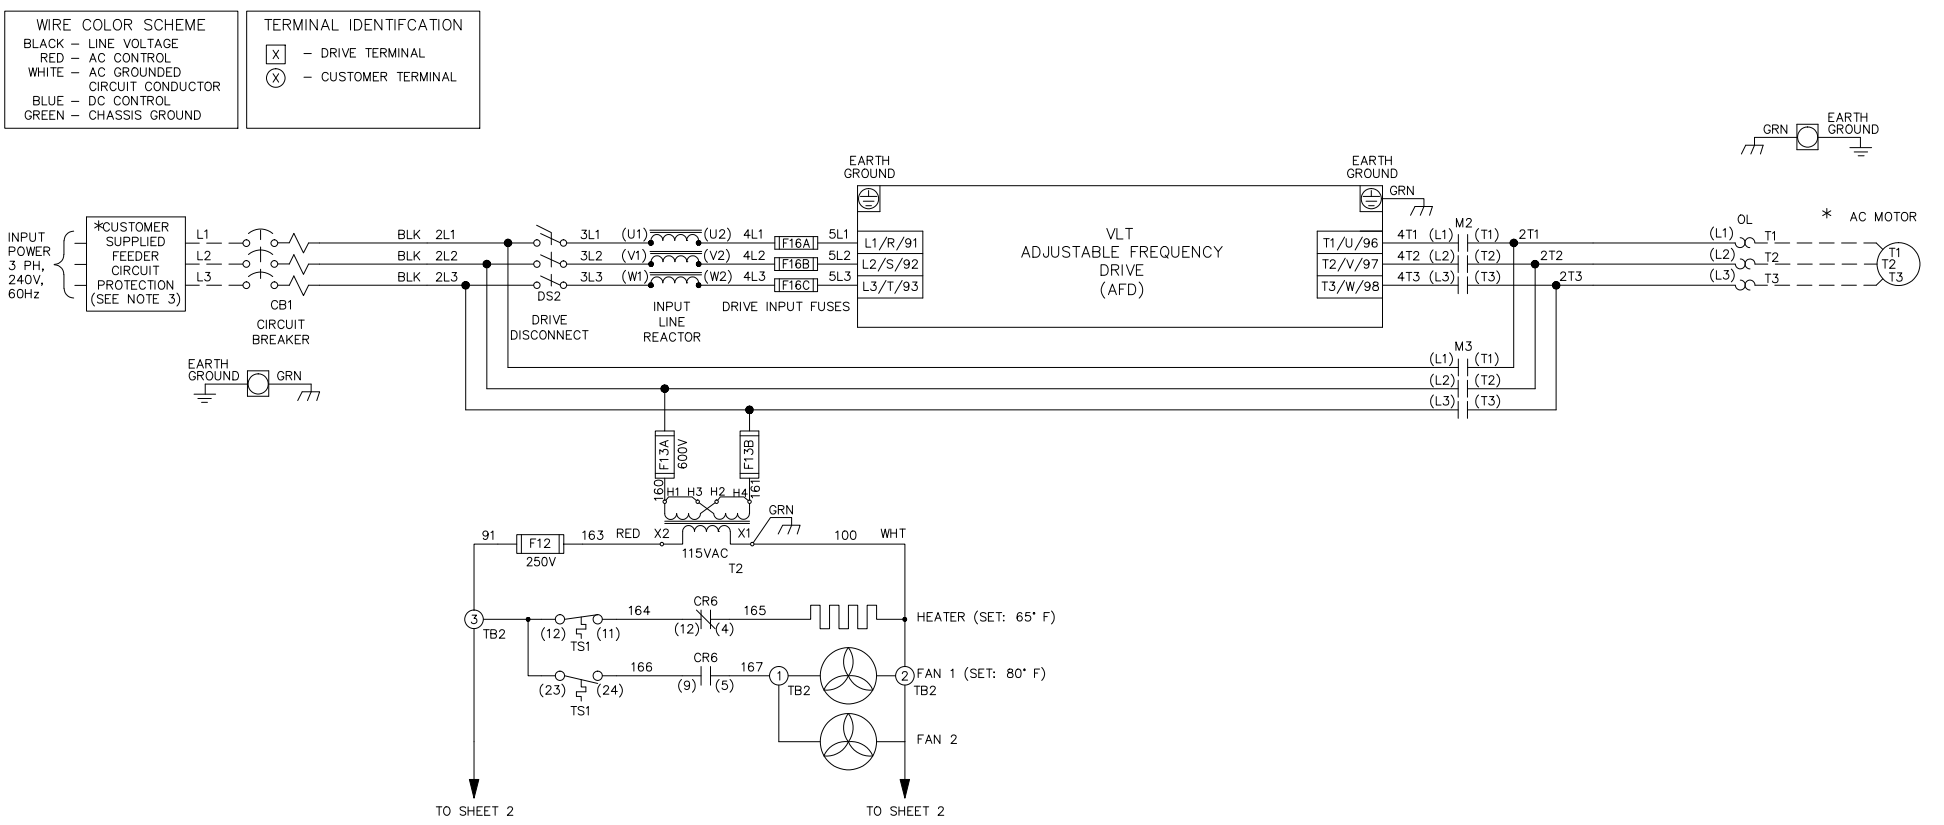 WIRE COLOR SCHEME
BLACK – LINE VOLTAGE
RED – AC CONTROL
WHITE – AC GROUNDED
CIRCUIT CONDUCTOR
BLUE – DC CONTROL
GREEN – CHASSIS GROUND
TERMINAL IDENTIFCATION
X – DRIVE TERMINAL
X – CUSTOMER TERMINAL
GRN
EARTH
GROUND
EARTH
GROUND
EARTH
GROUND
GRN
INPUT
POWER
3 PH,
240V,
60Hz
*CUSTOMER
SUPPLIED
FEEDER
CIRCUIT
PROTECTION
(SEE NOTE 3)
L1
L2
L3
CB1
CIRCUIT
BREAKER
BLK 2L1
BLK 2L2
BLK 2L3
DS2
DRIVE
DISCONNECT
3L1 (U1) (U2) 4L1 F16A 5L1 L1/R/91
3L2 (V1) (V2) 4L2 F16B 5L2 L2/S/92
3L3 (W1) (W2) 4L3 F16C 5L3 L3/T/93
INPUT
LINE
REACTOR
DRIVE INPUT FUSES
VLT
ADJUSTABLE FREQUENCY
DRIVE
(AFD)
M2
T1/U/96 4T1 (L1) (T1) 2T1
T2/V/97 4T2 (L2) (T2) 2T2
T3/W/98 4T3 (L3) (T3) 2T3
OL
(L1) T1
(L2) T2
(L3) T3
* AC MOTOR
T1
T2
T3
M3
(L1) (T1)
(L2) (T2)
(L3) (T3)
EARTH
GROUND
GRN
F13A
600V
F13B
160
161
H1 H3 H2 H4
GRN
91 F12 163 RED X2 X1 100 WHT
250V
115VAC
T2
3
TB2
(12) (11)
TS1
164
CR6
(12) (4)
165
HEATER (SET: 65° F)
(23) (24)
TS1
166
CR6
(9) (5)
167
1
TB2
2
TB2
FAN 1 (SET: 80° F)
FAN 2
TO SHEET 2
TO SHEET 2